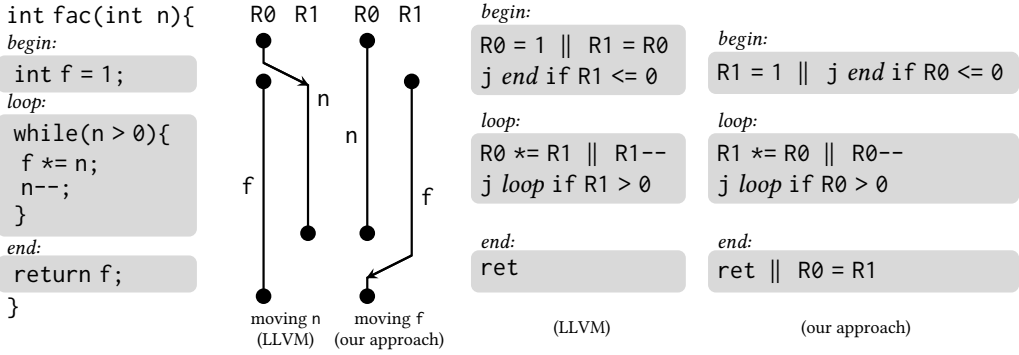 int fac(int n){
begin:
int f = 1;
loop:
while(n > 0){
f *= n;
n--;
}
end:
return f;
}
R0 R1 R0 R1
n
n
f
f
moving n
(LLVM)
moving f
(our approach)
begin:
R0 = 1 || R1 = R0
j end if R1 <= 0
loop:
R0 *= R1 || R1--
j loop if R1 > 0
end:
ret
(LLVM)
begin:
R1 = 1 || j end if R0 <= 0
loop:
R1 *= R0 || R0--
j loop if R0 > 0
end:
ret || R0 = R1
(our approach)